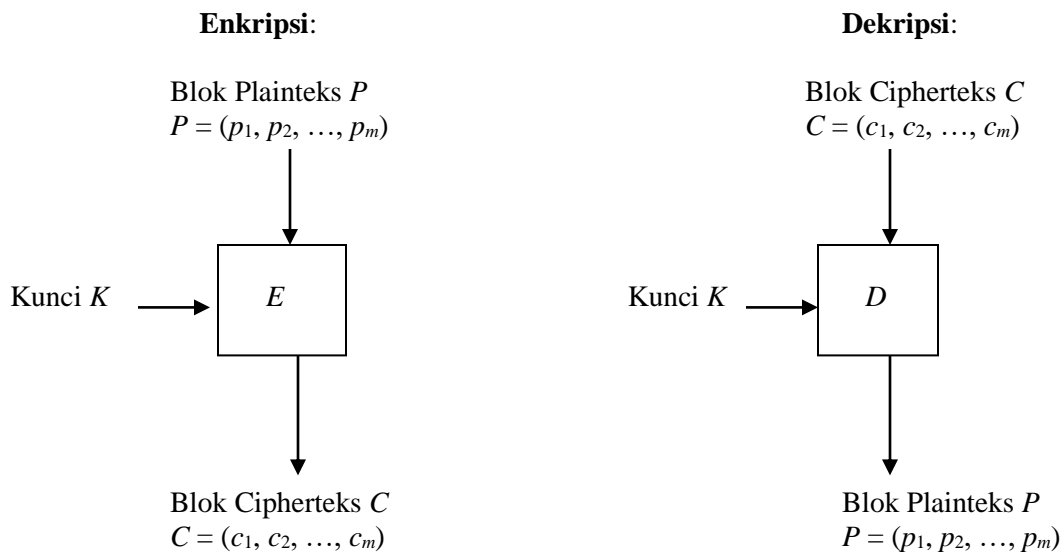 Enkripsi:
Blok Plainteks P
P = (p₁, p₂, …, pₘ)
Kunci K
E
Blok Cipherteks C
C = (c₁, c₂, …, cₘ)
Dekripsi:
Blok Cipherteks C
C = (c₁, c₂, …, cₘ)
Kunci K
D
Blok Plainteks P
P = (p₁, p₂, …, pₘ)